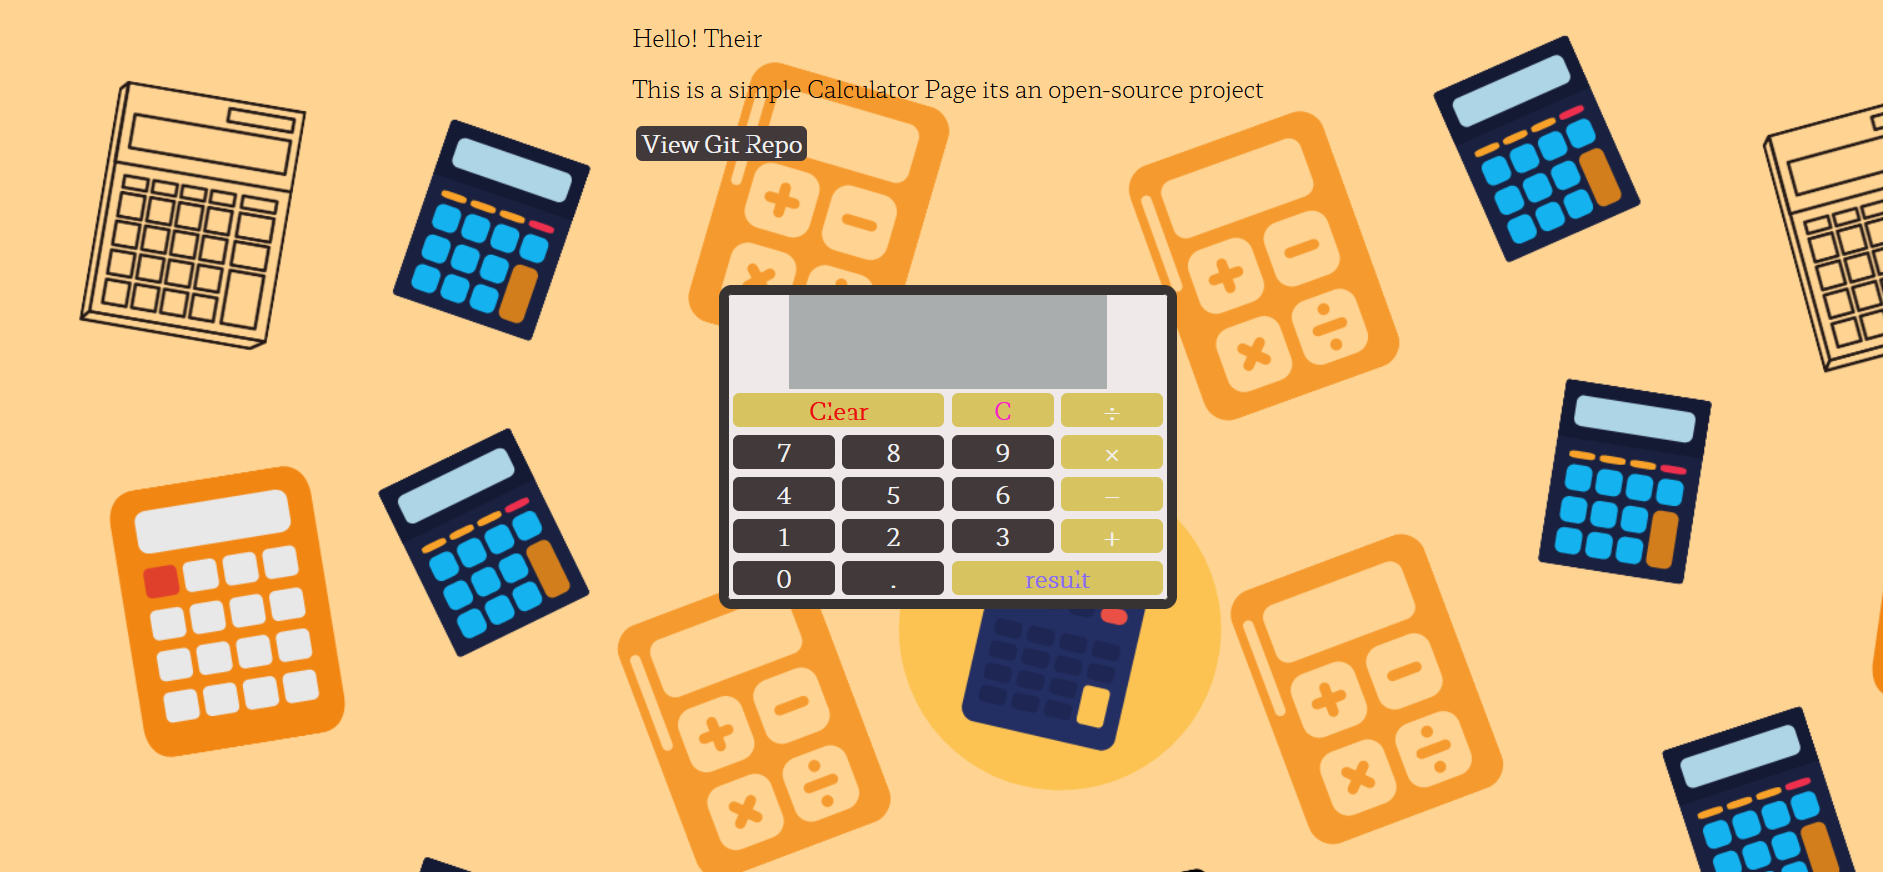 Hello! Their
This is a simple Calculator Page its an open-source project
View Git Repo
Clear C ÷
7 8 9 ×
4 5 6 −
1 2 3 +
0 . result